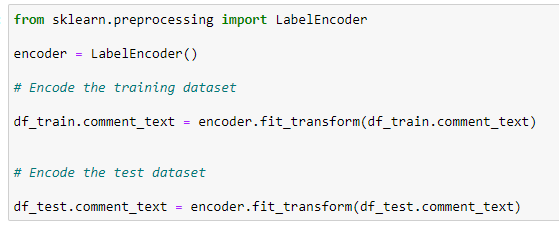 from sklearn.preprocessing import LabelEncoder
encoder = LabelEncoder()
# Encode the training dataset
df_train.comment_text = encoder.fit_transform(df_train.comment_text)
# Encode the test dataset
df_test.comment_text = encoder.fit_transform(df_test.comment_text)